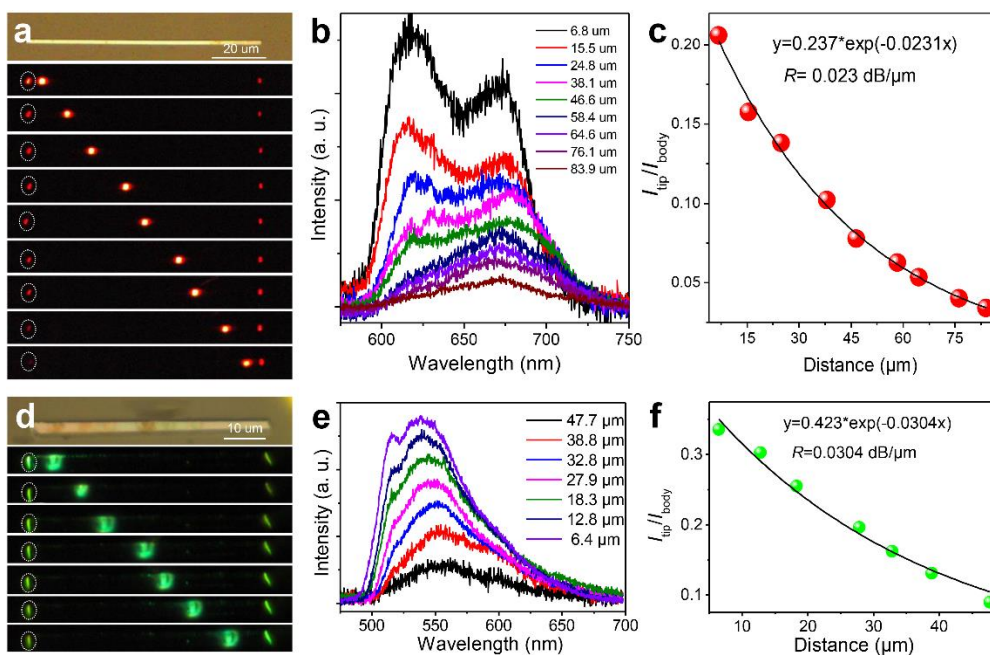 a
20 um
b
Intensity (a. u.)
6.8 um
15.5 um
24.8 um
38.1 um
46.6 um
58.4 um
64.6 um
76.1 um
83.9 um
600 650 700 750
Wavelength (nm)
c
I_tip/I_body
0.20
0.15
0.10
0.05
y=0.237*exp(-0.0231x)
R= 0.023 dB/μm
15 30 45 60 75
Distance (μm)
d
10 um
e
Intensity (a. u.)
47.7 μm
38.8 μm
32.8 μm
27.9 μm
18.3 μm
12.8 μm
6.4 μm
500 550 600 650 700
Wavelength (nm)
f
I_tip/I_body
0.3
0.2
0.1
y=0.423*exp(-0.0304x)
R=0.0304 dB/μm
10 20 30 40
Distance (μm)